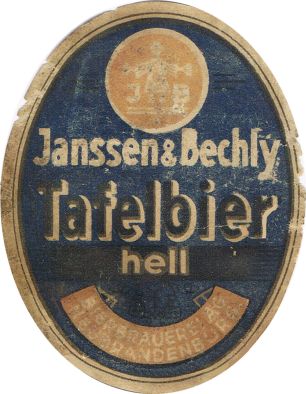 J B
Janssen & Bechly
Tafelbier
hell